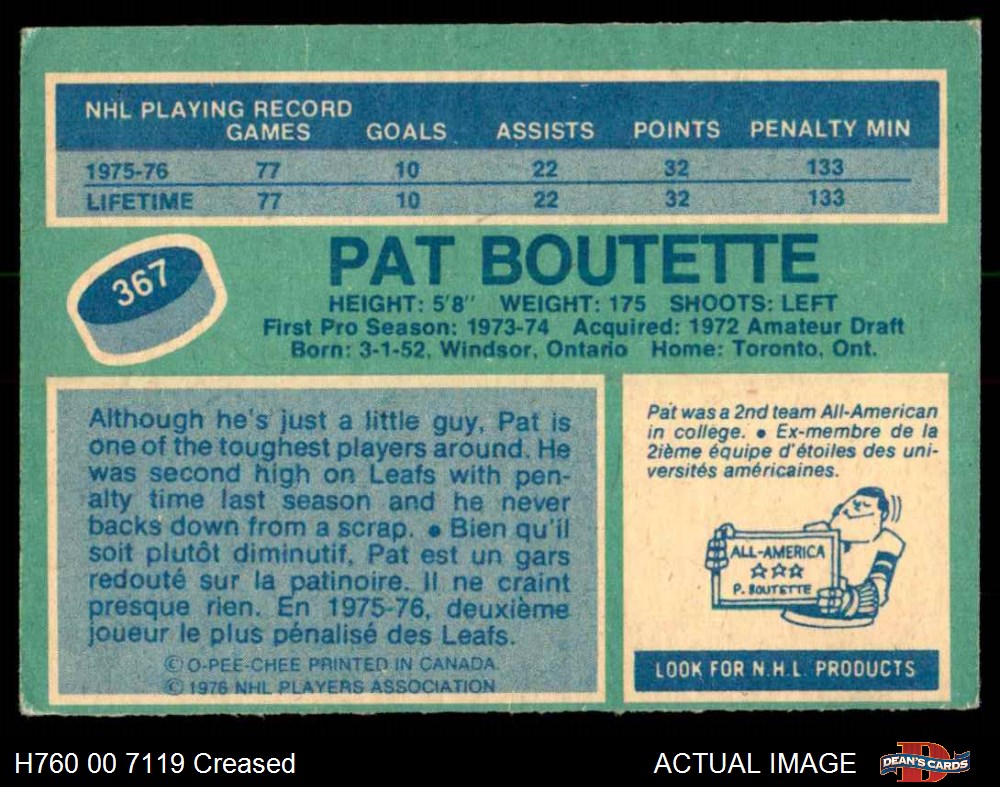 NHL PLAYING RECORD
GAMES GOALS ASSISTS POINTS PENALTY MIN
1975-76 77 10 22 32 133
LIFETIME 77 10 22 32 133
367
PAT BOUTETTE
HEIGHT: 5'8" WEIGHT: 175 SHOOTS: LEFT
First Pro Season: 1973-74 Acquired: 1972 Amateur Draft
Born: 3-1-52, Windsor, Ontario Home: Toronto, Ont.
Although he's just a little guy, Pat is
one of the toughest players around. He
was second high on Leafs with pen-
alty time last season and he never
backs down from a scrap. • Bien qu'il
soit plutôt diminutif, Pat est un gars
redouté sur la patinoire. Il ne craint
presque rien. En 1975-76, deuxième
joueur le plus pénalisé des Leafs.
© O-PEE-CHEE PRINTED IN CANADA
© 1976 NHL PLAYERS ASSOCIATION
Pat was a 2nd team All-American
in college. • Ex-membre de la
2ième équipe d'étoiles des uni-
versités américaines.
ALL-AMERICA
P. BOUTETTE
LOOK FOR N.H.L. PRODUCTS
H760 00 7119 Creased
ACTUAL IMAGE
D
DEAN'S CARDS